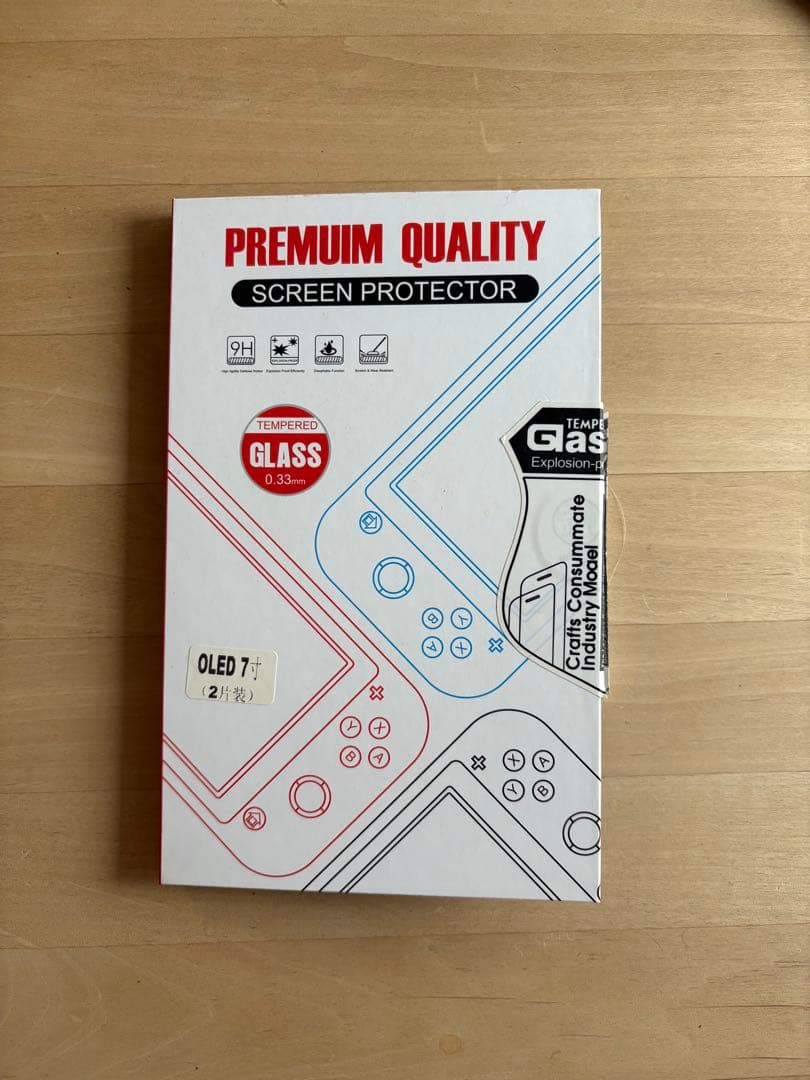 PREMUIM QUALITY
SCREEN PROTECTOR
9H
TEMPERED
GLASS
0.33mm
TEMPE
Glas
Explosion-p
Crafts Consummate
Industry Model
OLED 7寸
(2片装)
Y
B
X
A
Y
X
B
A
X
A
Y
B